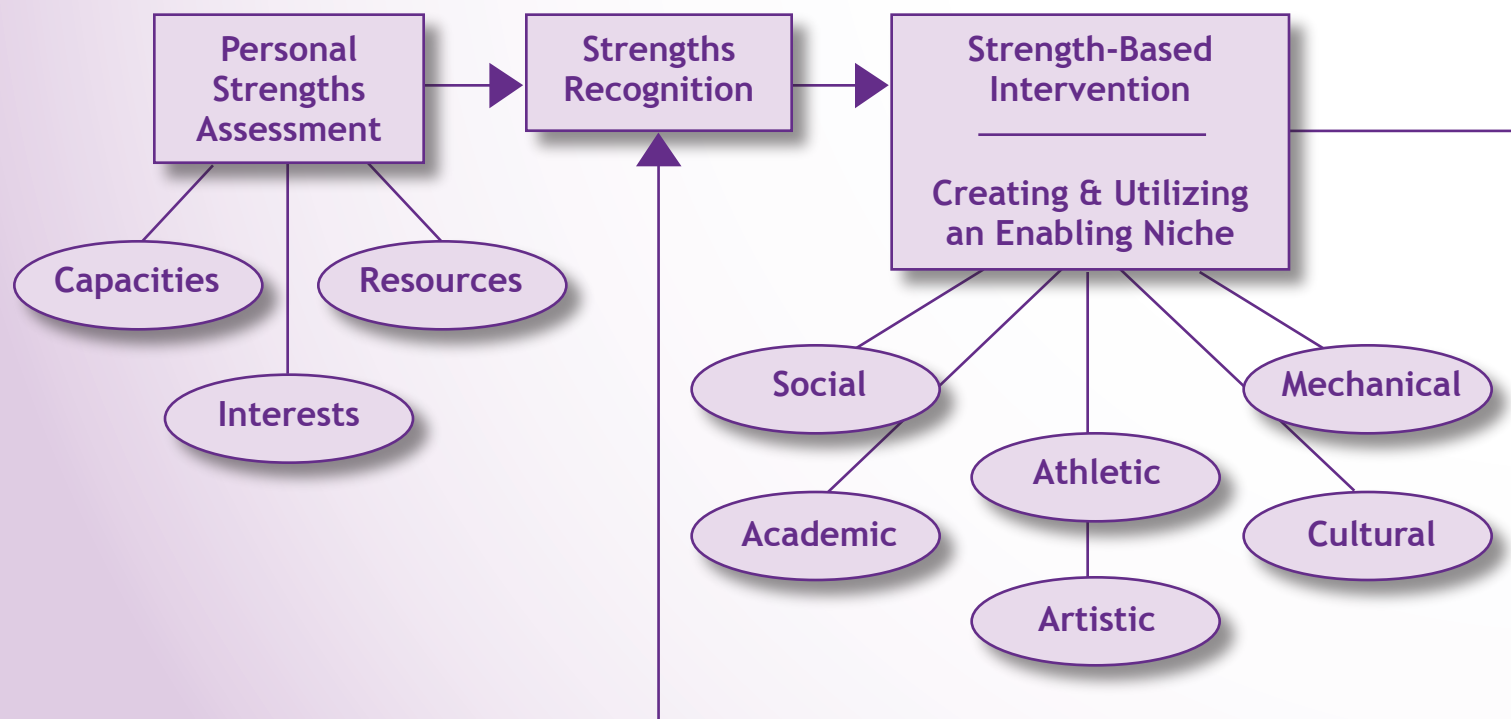 Personal
Strengths
Assessment
Strengths
Recognition
Strength-Based
Intervention
Creating & Utilizing
an Enabling Niche
Capacities
Resources
Interests
Social
Mechanical
Athletic
Academic
Cultural
Artistic